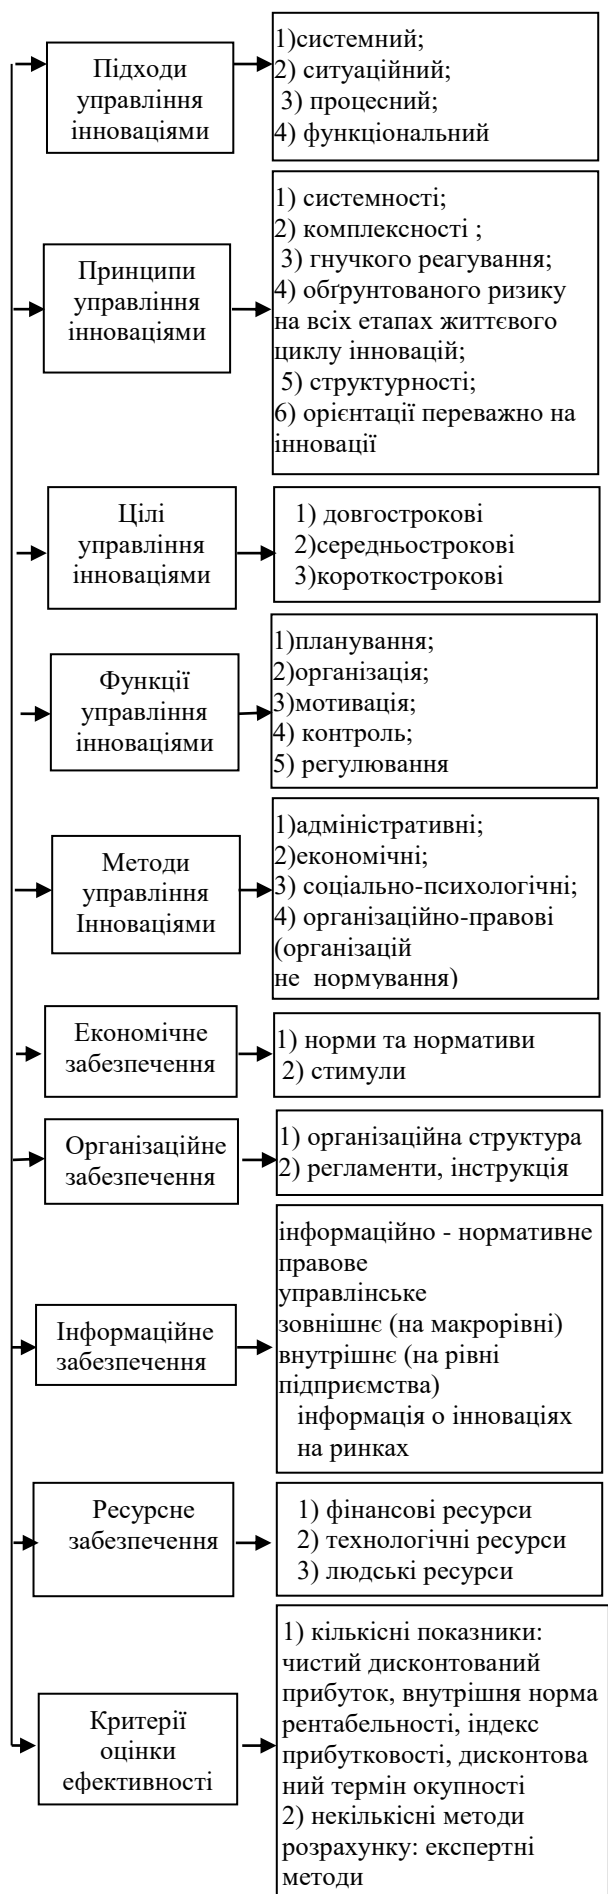 Підходи
управління
інноваціями
1)системний;
2) ситуаційний;
3) процесний;
4) функціональний
Принципи
управління
інноваціями
1) системності;
2) комплексності ;
3) гнучкого реагування;
4) обґрунтованого ризику
на всіх етапах життєвого
циклу інновацій;
5) структурності;
6) орієнтації переважно на
інновації
Цілі
управління
інноваціями
1) довгострокові
2)середньострокові
3)короткострокові
Функції
управління
інноваціями
1)планування;
2)організація;
3)мотивація;
4) контроль;
5) регулювання
Методи
управління
Інноваціями
1)адміністративні;
2)економічні;
3) соціально-психологічні;
4) організаційно-правові
(організацій
не нормування)
Економічне
забезпечення
1) норми та нормативи
2) стимули
Організаційне
забезпечення
1) організаційна структура
2) регламенти, інструкція
Інформаційне
забезпечення
інформаційно - нормативне
правове
управлінське
зовнішнє (на макрорівні)
внутрішнє (на рівні
підприємства)
інформація о інноваціях
на ринках
Ресурсне
забезпечення
1) фінансові ресурси
2) технологічні ресурси
3) людські ресурси
Критерії
оцінки
ефективності
1) кількісні показники:
чистий дисконтований
прибуток, внутрішня норма
рентабельності, індекс
прибутковості, дисконтова
аний термін окупності
2) некількісні методи
розрахунку: експертні
методи